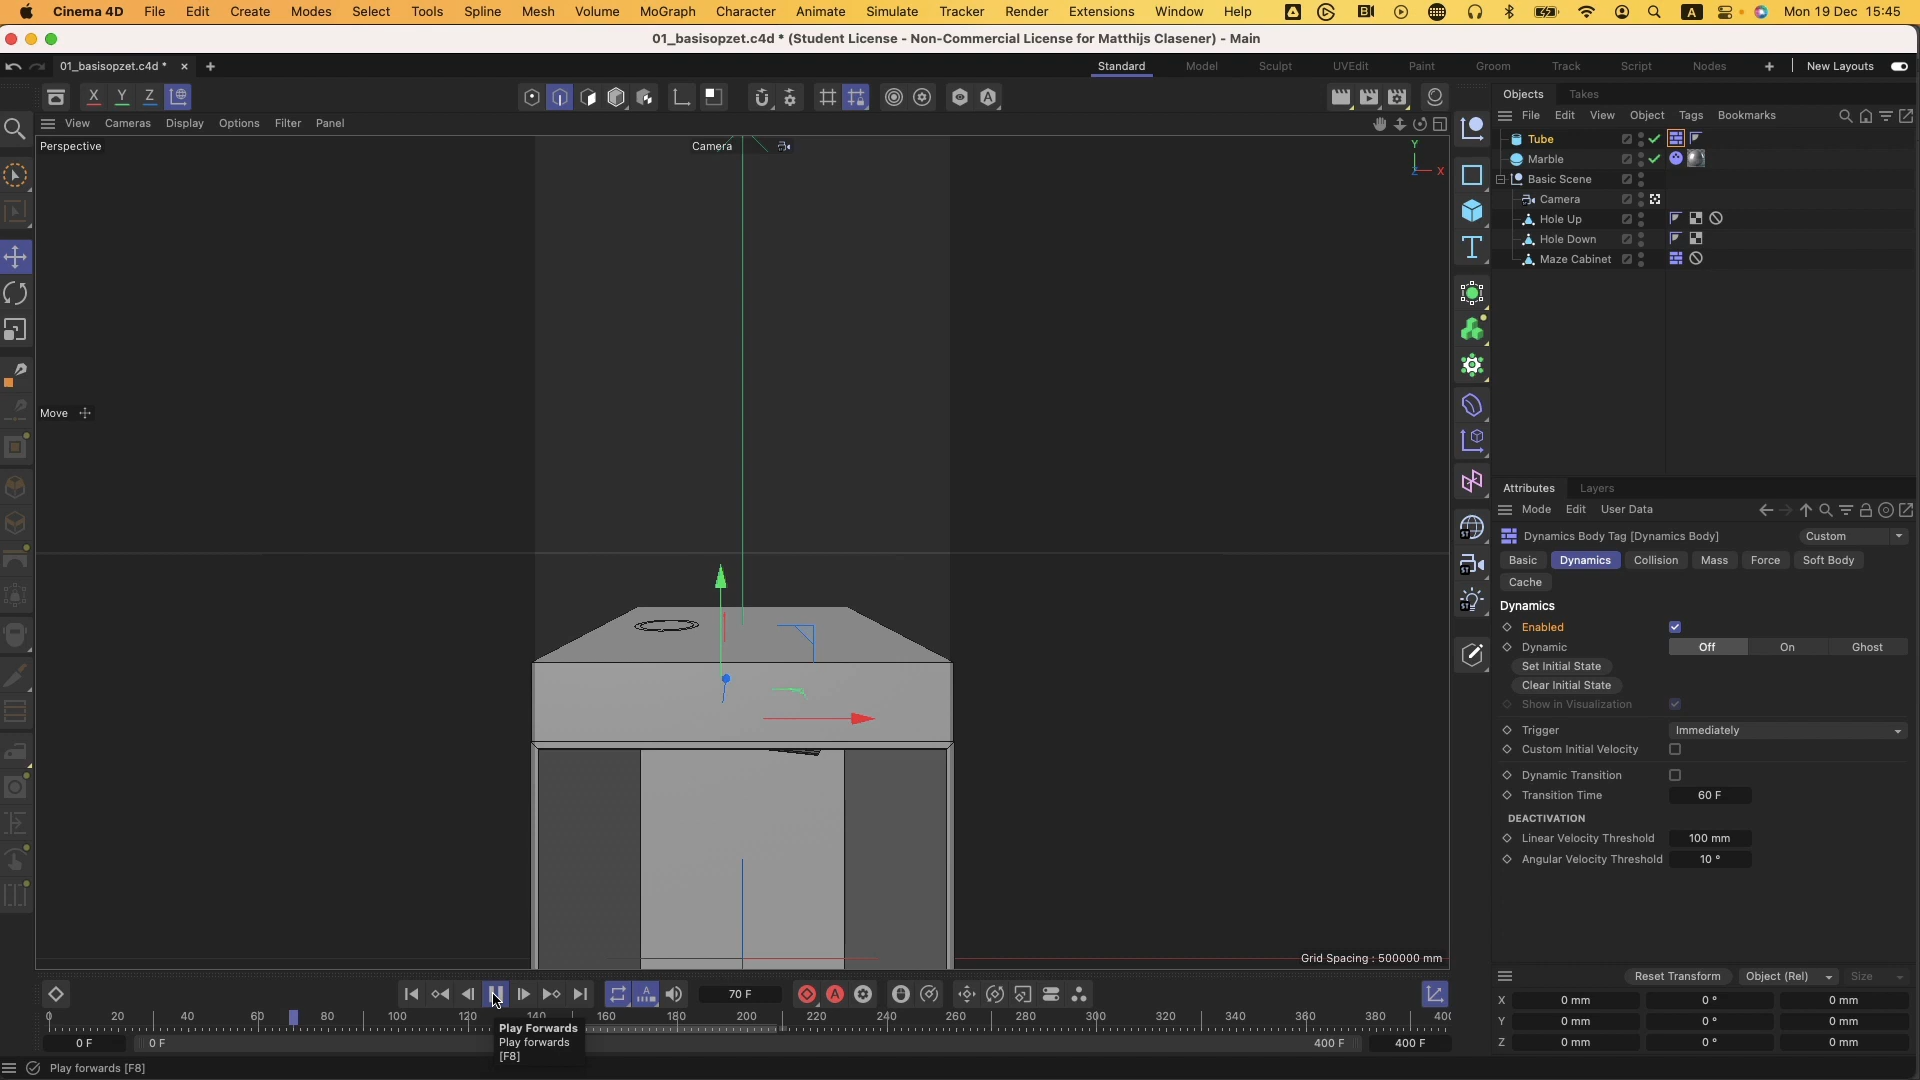 Cinema 4D File Edit Create Modes Select Tools Spline Mesh Volume MoGraph Character Animate Simulate Tracker Render Extensions Window Help A Mon 19 Dec 15:45
01_basisopzet.c4d * (Student License - Non-Commercial License for Matthijs Clasener) - Main
01_basisopzet.c4d * Standard Model Sculpt UVEdit Paint Groom Track Script Nodes New Layouts
X Y Z
Objects Takes
View Cameras Display Options Filter Panel
File Edit View Object Tags Bookmarks
Perspective
Camera
Y
X
Z
Tube
Marble
Basic Scene
Camera
Hole Up
Hole Down
Maze Cabinet
Move
Attributes Layers
Mode Edit User Data
Dynamics Body Tag [Dynamics Body] Custom
Basic Dynamics Collision Mass Force Soft Body
Cache
Dynamics
Enabled
Dynamic Off On Ghost
Set Initial State
Clear Initial State
Show in Visualization
Trigger Immediately
Custom Initial Velocity
Dynamic Transition
Transition Time 60 F
DEACTIVATION
Linear Velocity Threshold 100 mm
Angular Velocity Threshold 10 °
Grid Spacing : 500000 mm
70 F
0 20 40 60 80 100 120 160 180 200 220 240 260 280 300 320 340 360 380 40
0 F 0 F 400 F 400 F
Play Forwards
Play forwards
[F8]
Play forwards [F8]
Reset Transform Object (Rel) Size
X 0 mm 0 ° 0 mm
Y 0 mm 0 ° 0 mm
Z 0 mm 0 ° 0 mm